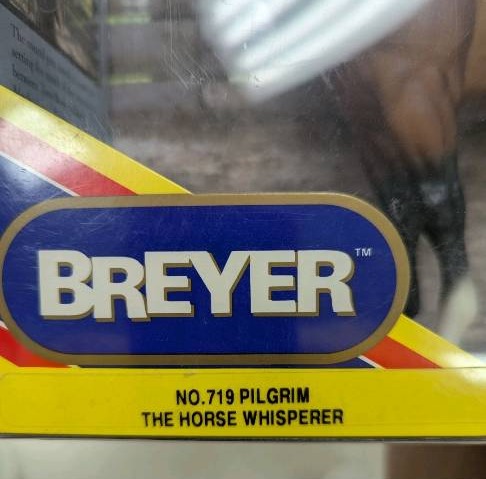 BREYER™
NO.719 PILGRIM
THE HORSE WHISPERER